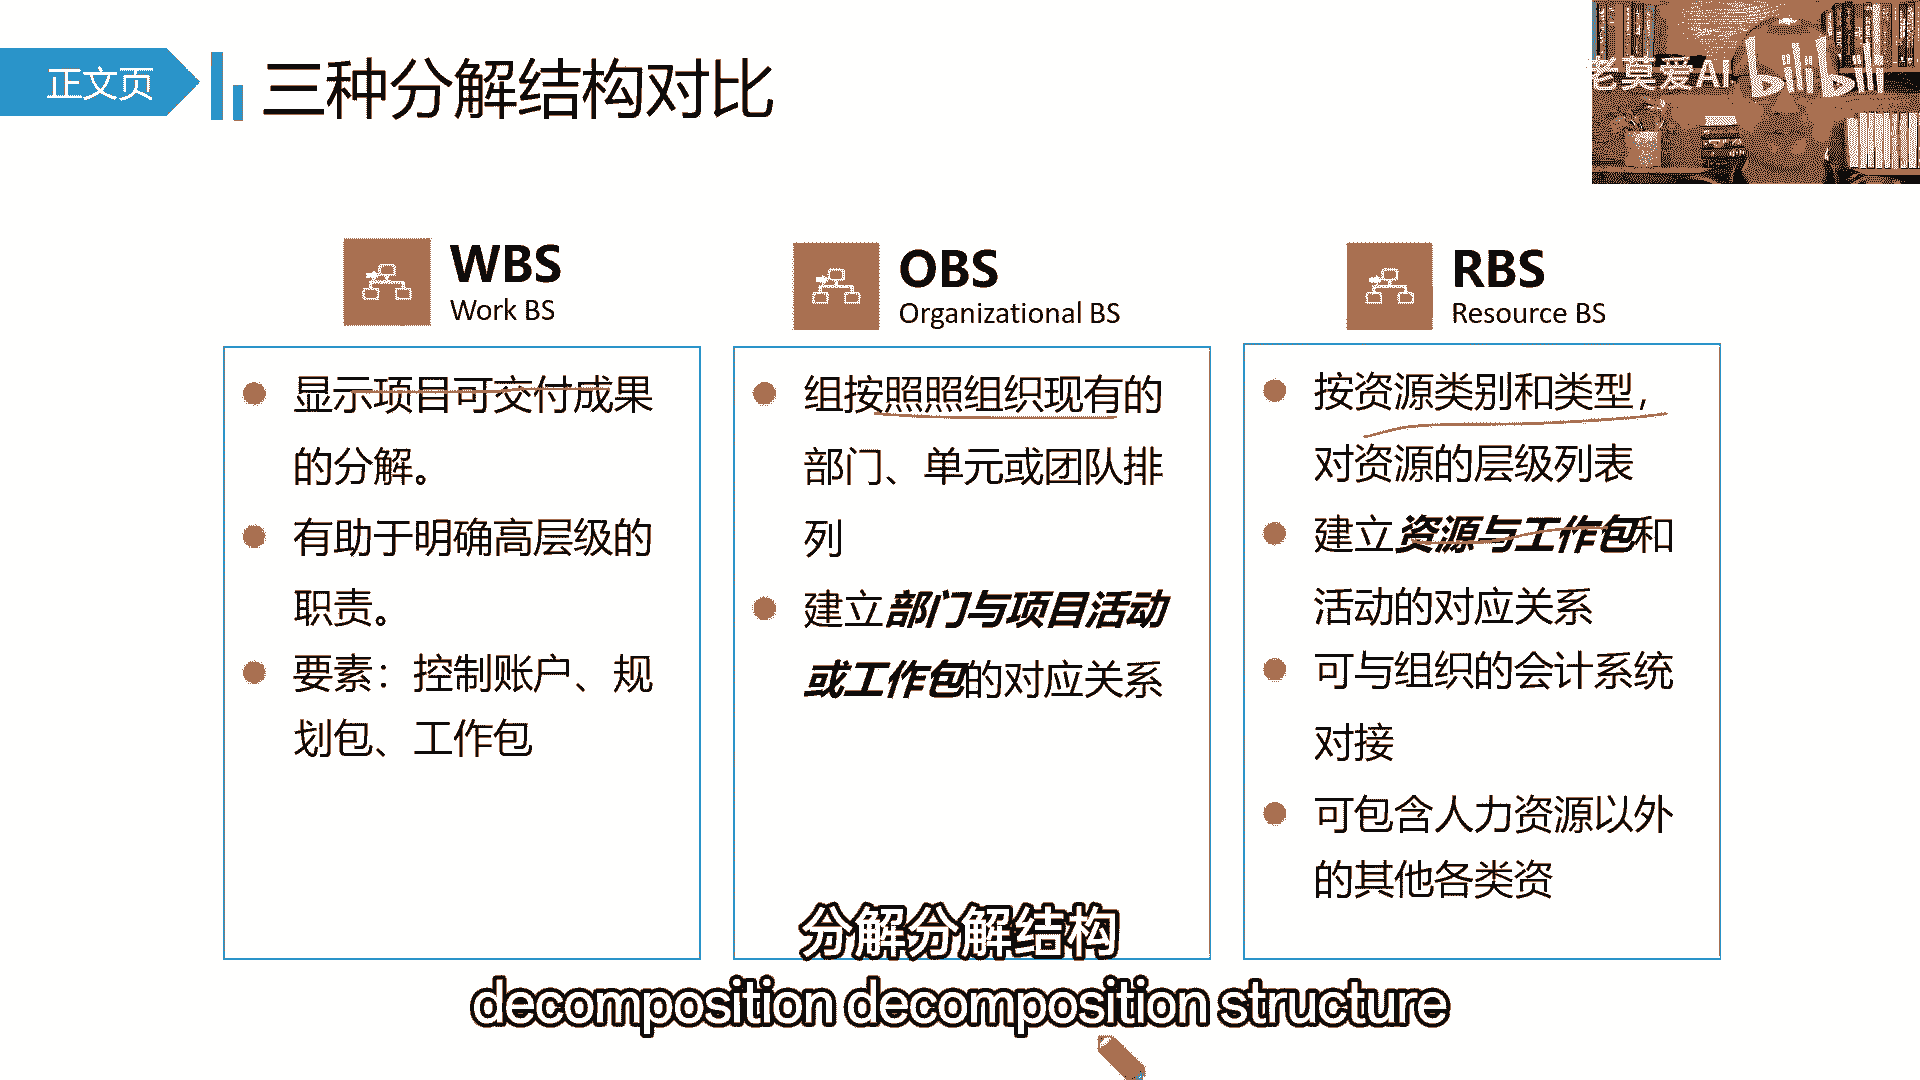 正文页
三种分解结构对比
老莫爱AI
bilibili
WBS
Work BS
显示项目可交付成果
的分解。
有助于明确高层级的
职责。
要素：控制账户、规
划包、工作包
OBS
Organizational BS
组按照照组织现有的
部门、单元或团队排
列
建立部门与项目活动
或工作包的对应关系
RBS
Resource BS
按资源类别和类型，
对资源的层级列表
建立资源与工作包和
活动的对应关系
可与组织的会计系统
对接
可包含人力资源以外
的其他各类资
分解分解结构
decomposition decomposition structure